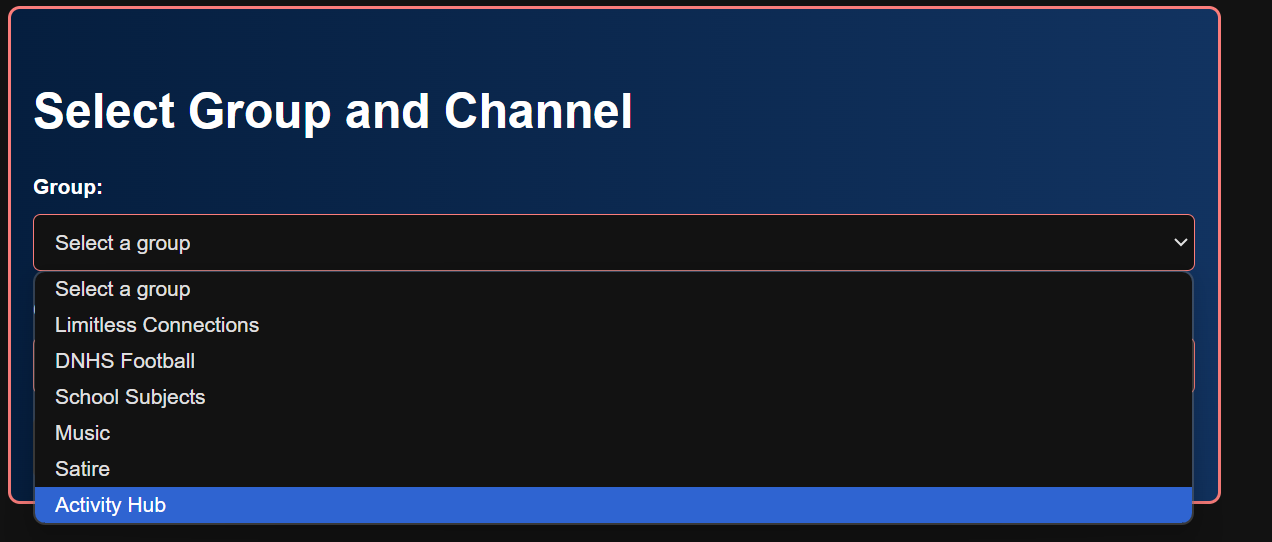 Select Group and Channel
Group:
Select a group
Select a group
Limitless Connections
DNHS Football
School Subjects
Music
Satire
Activity Hub